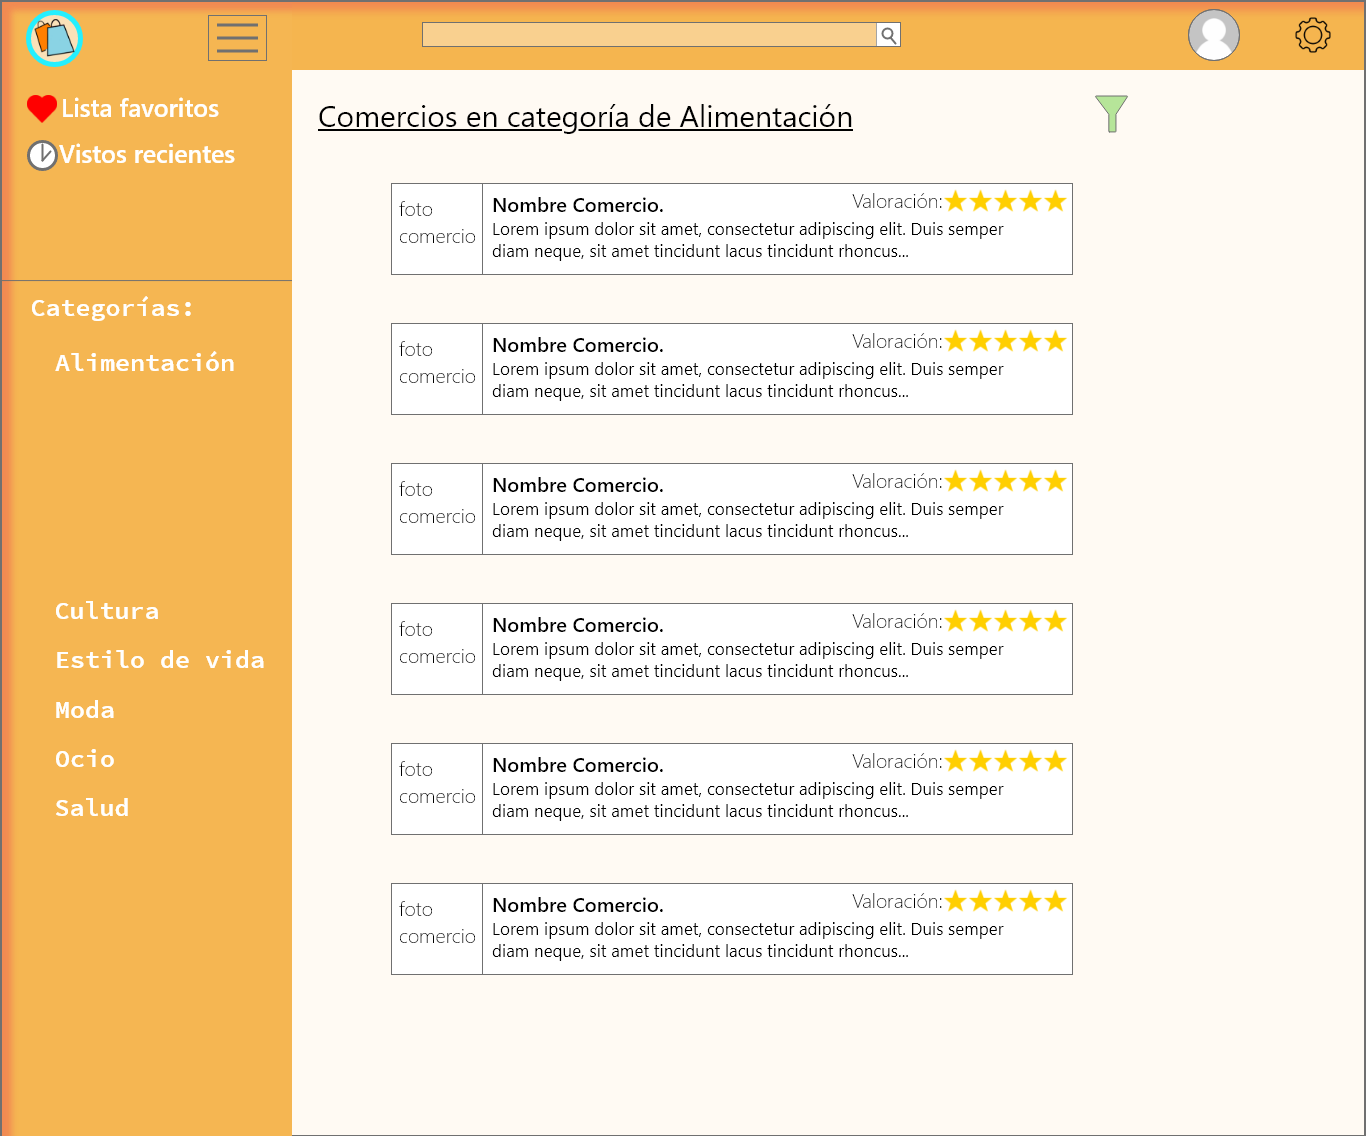 Lista favoritos
Vistos recientes
Categorías:
Alimentación
Cultura
Estilo de vida
Moda
Ocio
Salud
Comercios en categoría de Alimentación
foto
comercio
Nombre Comercio.
Valoración:
Lorem ipsum dolor sit amet, consectetur adipiscing elit. Duis semper
diam neque, sit amet tincidunt lacus tincidunt rhoncus...
foto
comercio
Nombre Comercio.
Valoración:
Lorem ipsum dolor sit amet, consectetur adipiscing elit. Duis semper
diam neque, sit amet tincidunt lacus tincidunt rhoncus...
foto
comercio
Nombre Comercio.
Valoración:
Lorem ipsum dolor sit amet, consectetur adipiscing elit. Duis semper
diam neque, sit amet tincidunt lacus tincidunt rhoncus...
foto
comercio
Nombre Comercio.
Valoración:
Lorem ipsum dolor sit amet, consectetur adipiscing elit. Duis semper
diam neque, sit amet tincidunt lacus tincidunt rhoncus...
foto
comercio
Nombre Comercio.
Valoración:
Lorem ipsum dolor sit amet, consectetur adipiscing elit. Duis semper
diam neque, sit amet tincidunt lacus tincidunt rhoncus...
foto
comercio
Nombre Comercio.
Valoración:
Lorem ipsum dolor sit amet, consectetur adipiscing elit. Duis semper
diam neque, sit amet tincidunt lacus tincidunt rhoncus...